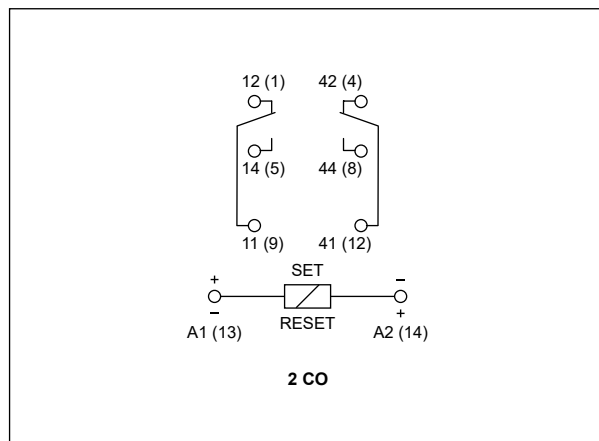 12 (1) 42 (4)
14 (5) 44 (8)
11 (9) 41 (12)
SET
+ −
RESET
− +
A1 (13) A2 (14)
2 CO